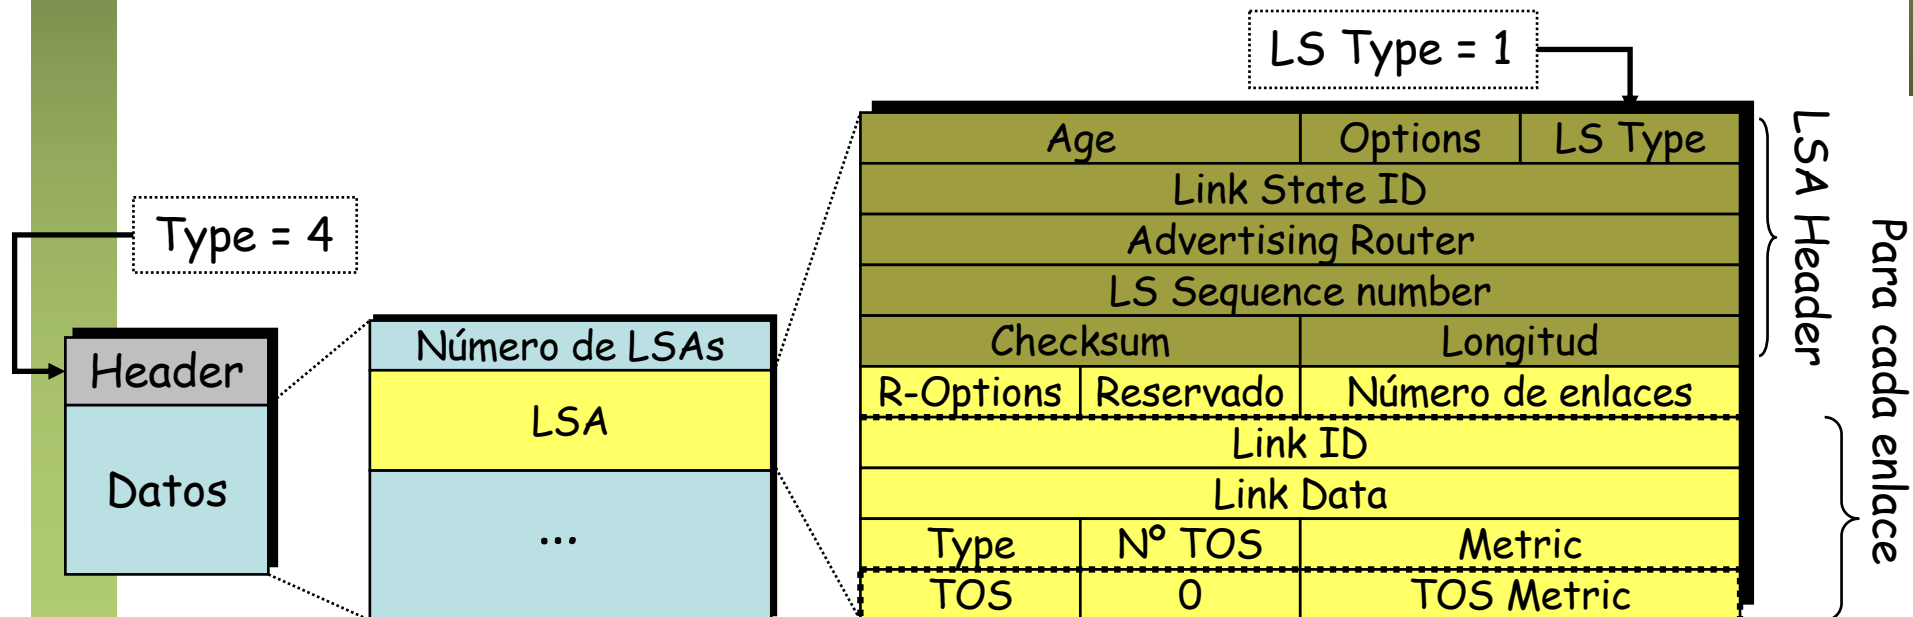 LS Type = 1
Type = 4
Header
Datos
Número de LSAs
LSA
...
Age Options LS Type
Link State ID
Advertising Router
LS Sequence number
Checksum Longitud
R-Options Reservado Número de enlaces
Link ID
Link Data
Type Nº TOS Metric
TOS 0 TOS Metric
LSA Header
Para cada enlace